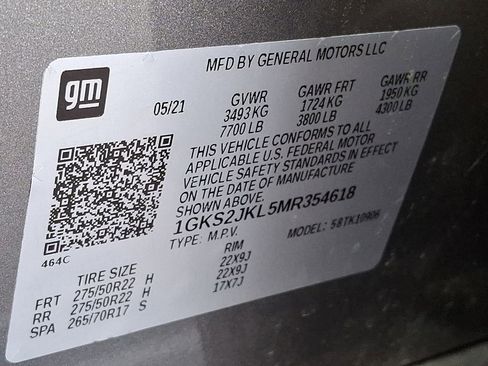 gm
MFD BY GENERAL MOTORS LLC
05/21 GVWR GAWR FRT GAWR RR
3493 KG 1724 KG 1950 KG
7700 LB 3800 LB 4300 LB
THIS VEHICLE CONFORMS TO ALL
APPLICABLE U.S. FEDERAL MOTOR
VEHICLE SAFETY STANDARDS IN EFFECT
ON THE DATE OF MANUFACTURE
SHOWN ABOVE.
1GKS2JKL5MR354618
TYPE: M.P.V. MODEL: 58TK10906
464C
TIRE SIZE RIM
FRT 275/50R22 H 22X9J
RR 275/50R22 H 22X9J
SPA 265/70R17 S 17X7J